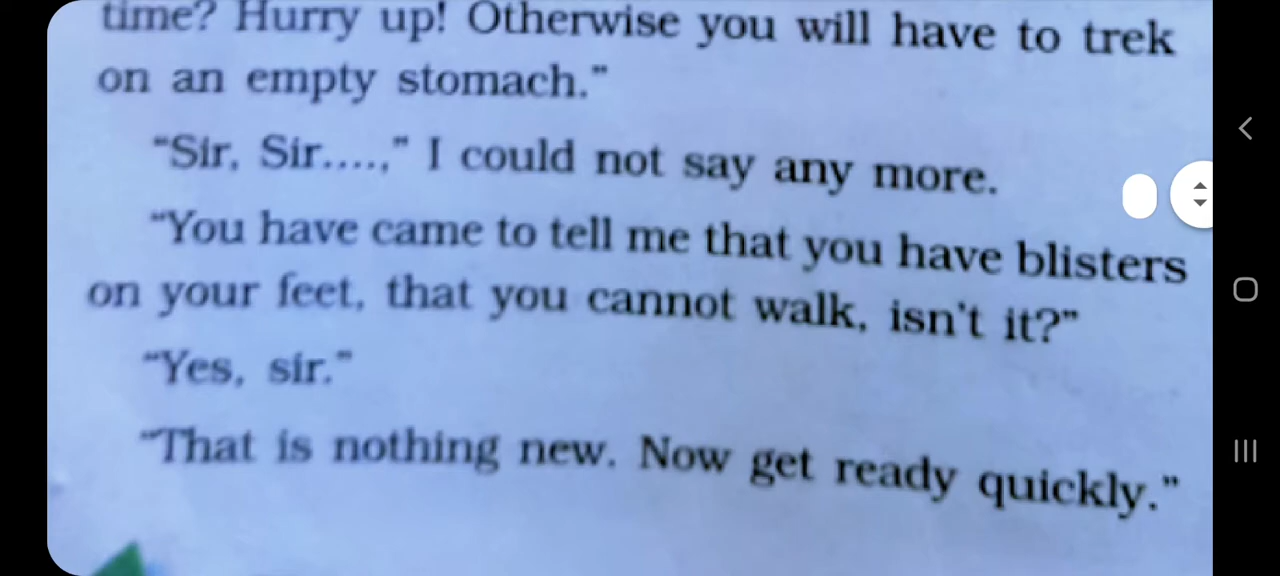 time? Hurry up! Otherwise you will have to trek
on an empty stomach."
"Sir, Sir....," I could not say any more.
"You have came to tell me that you have blisters
on your feet, that you cannot walk, isn't it?"
"Yes, sir."
"That is nothing new. Now get ready quickly."